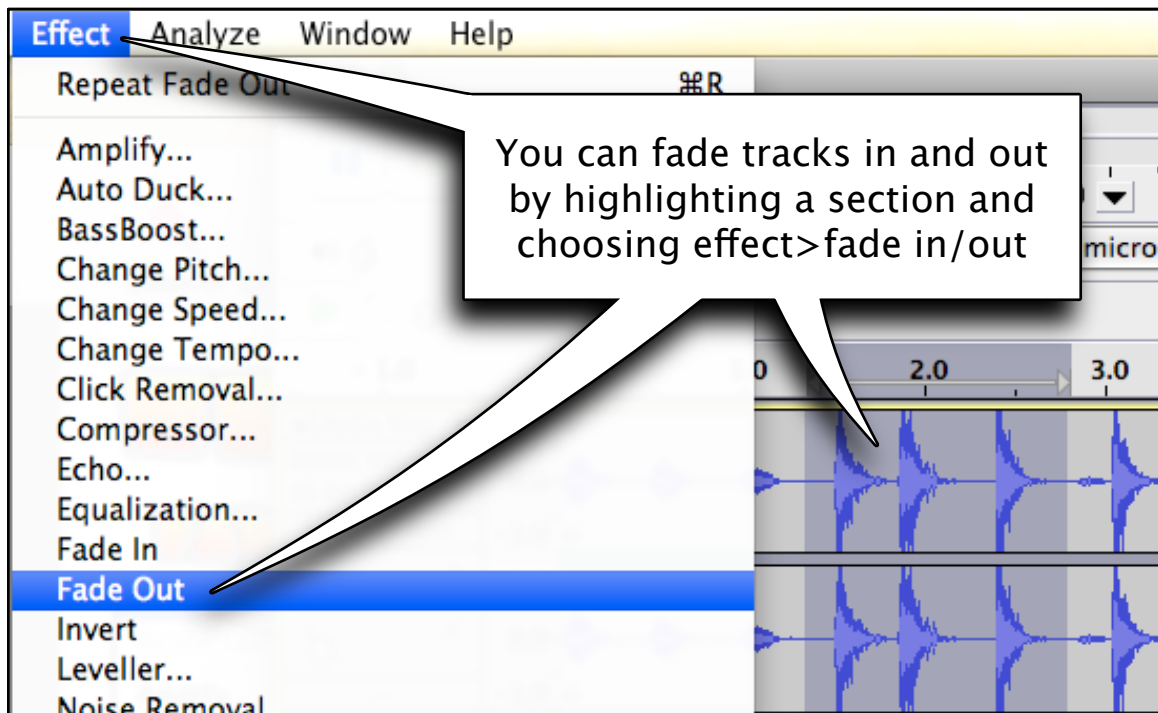 Effect Analyze Window Help
Repeat Fade Out ⌘R
You can fade tracks in and out
by highlighting a section and
choosing effect>fade in/out
Amplify...
Auto Duck...
BassBoost...
Change Pitch...
Change Speed...
Change Tempo...
Click Removal...
Compressor...
Echo...
Equalization...
Fade In
Fade Out
Invert
Leveller...
Noise Removal
micro
2.0 3.0